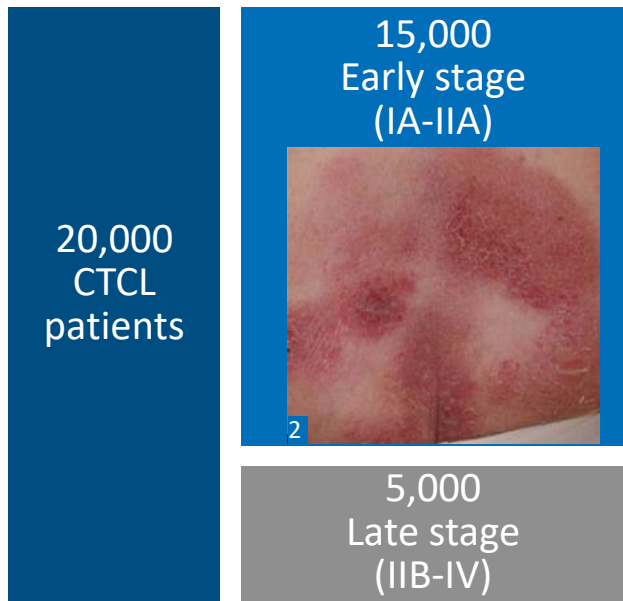 20,000
CTCL
patients
15,000
Early stage
(IA-IIA)
2
5,000
Late stage
(IIB-IV)